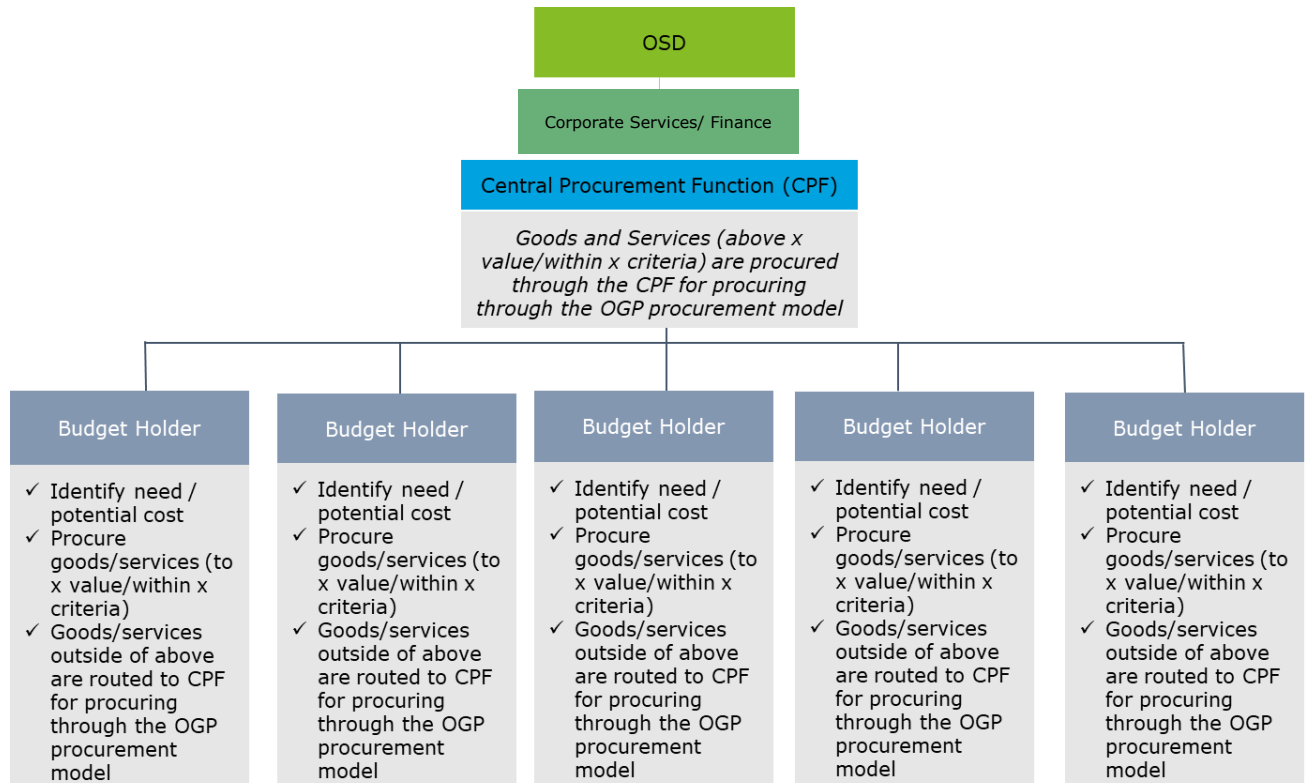 OSD
Corporate Services/ Finance
Central Procurement Function (CPF)
Goods and Services (above x
value/within x criteria) are procured
through the CPF for procuring
through the OGP procurement model
Budget Holder
✓ Identify need /
potential cost
✓ Procure
goods/services (to
x value/within x
criteria)
✓ Goods/services
outside of above
are routed to CPF
for procuring
through the OGP
procurement
model
Budget Holder
✓ Identify need /
potential cost
✓ Procure
goods/services (to
x value/within x
criteria)
✓ Goods/services
outside of above
are routed to CPF
for procuring
through the OGP
procurement
model
Budget Holder
✓ Identify need /
potential cost
✓ Procure
goods/services (to
x value/within x
criteria)
✓ Goods/services
outside of above
are routed to CPF
for procuring
through the OGP
procurement
model
Budget Holder
✓ Identify need /
potential cost
✓ Procure
goods/services (to
x value/within x
criteria)
✓ Goods/services
outside of above
are routed to CPF
for procuring
through the OGP
procurement
model
Budget Holder
✓ Identify need /
potential cost
✓ Procure
goods/services (to
x value/within x
criteria)
✓ Goods/services
outside of above
are routed to CPF
for procuring
through the OGP
procurement
model